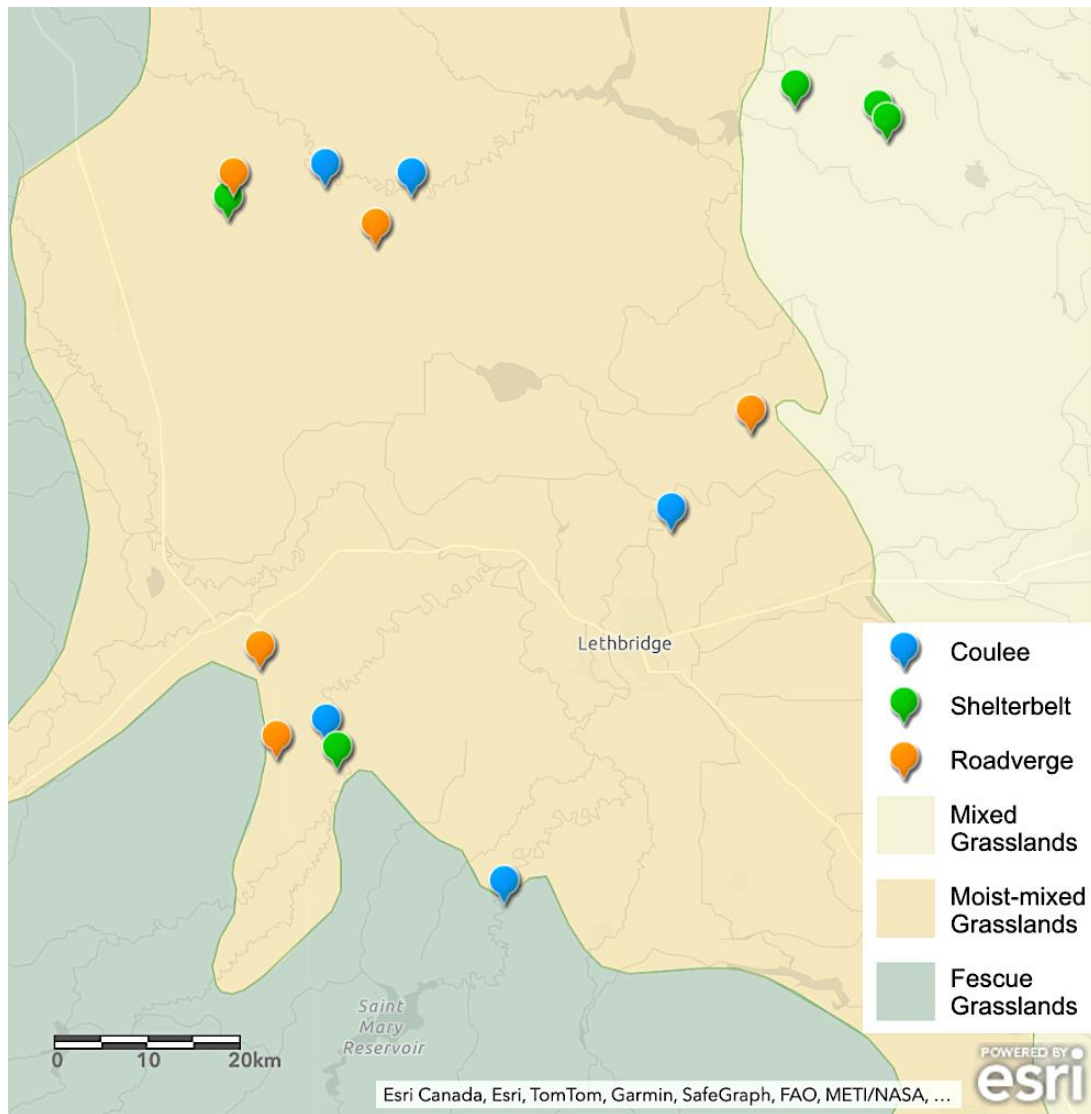 Lethbridge
Coulee
Shelterbelt
Roadverge
Mixed
Grasslands
Moist-mixed
Grasslands
Fescue
Grasslands
Saint
Mary
Reservoir
0 10 20km
POWERED BY
esri
Esri Canada, Esri, TomTom, Garmin, SafeGraph, FAO, METI/NASA, ...